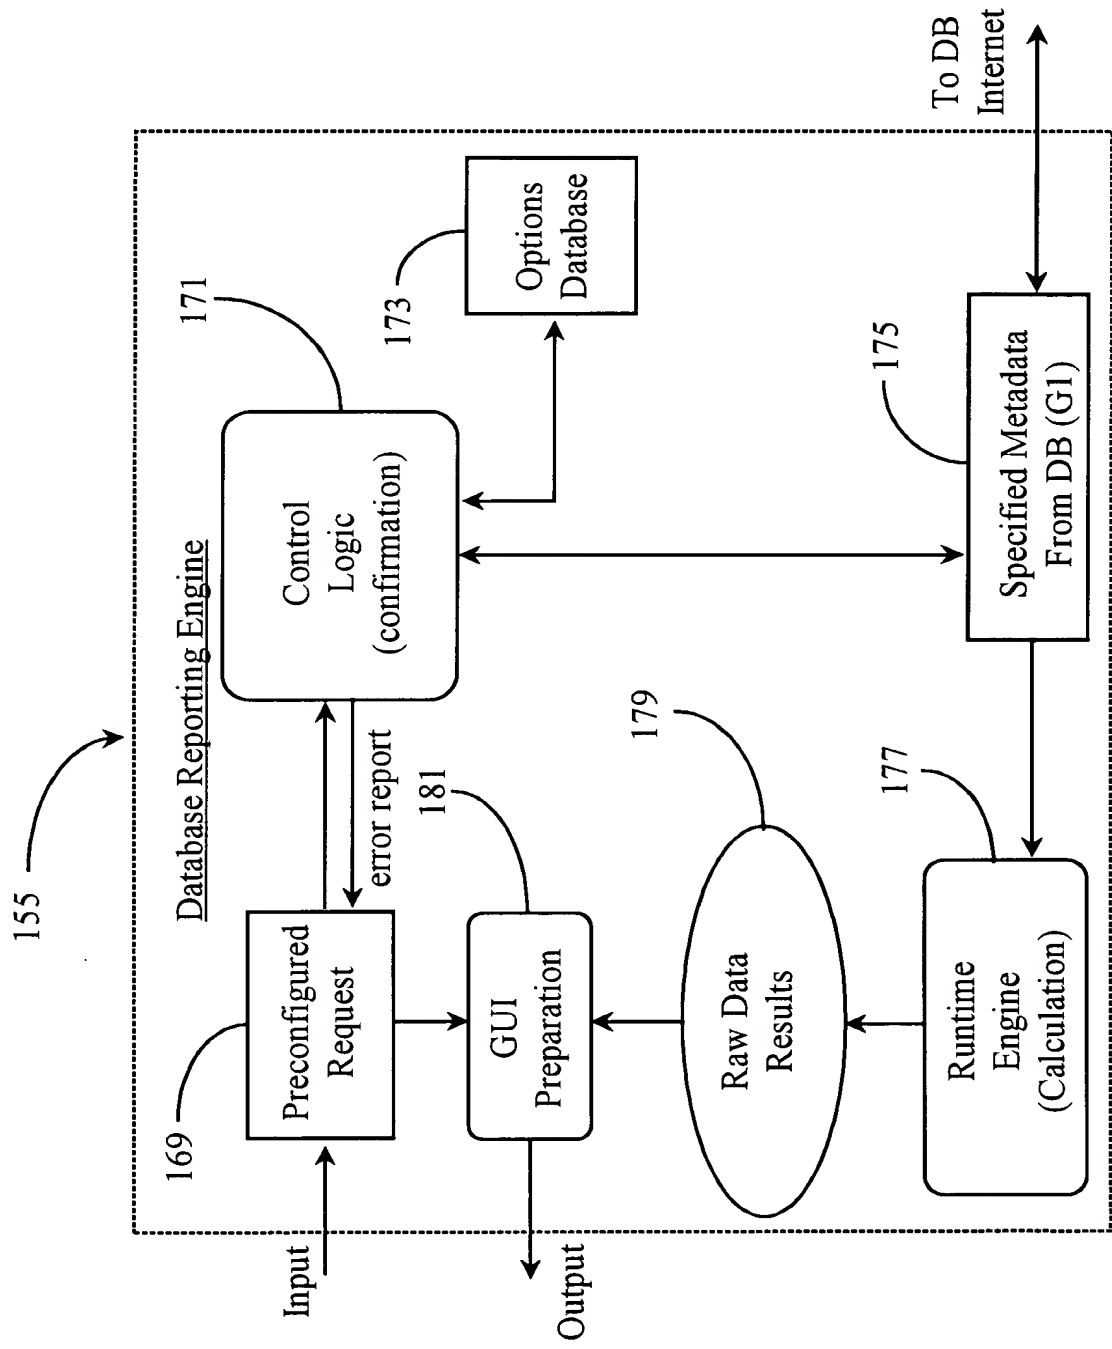 155
Database Reporting Engine
Input
169
Preconfigured
Request
error report
Control
Logic
(confirmation)
171
173
Options
Database
181
GUI
Preparation
Output
179
Raw Data
Results
177
Runtime
Engine
(Calculation)
175
Specified Metadata
From DB (G1)
To DB
Internet